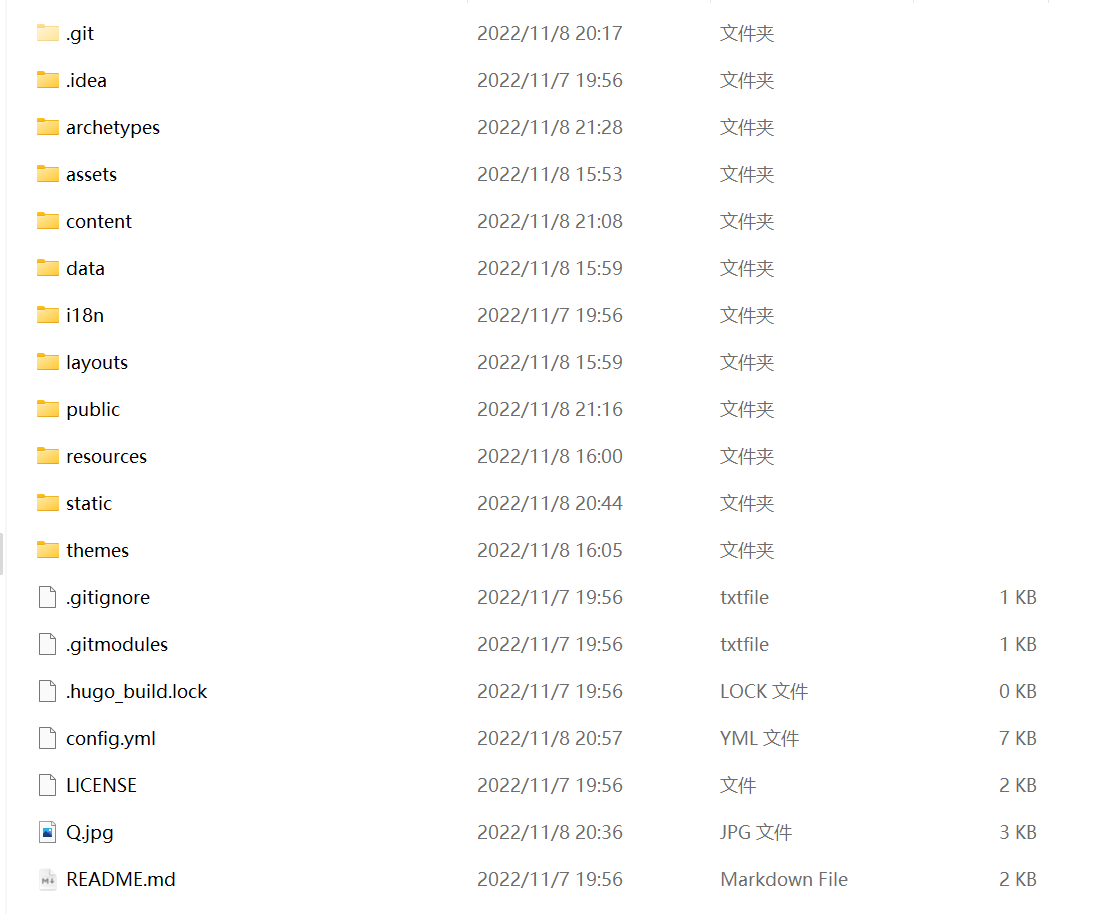 .git 2022/11/8 20:17 文件夹
.idea 2022/11/7 19:56 文件夹
archetypes 2022/11/8 21:28 文件夹
assets 2022/11/8 15:53 文件夹
content 2022/11/8 21:08 文件夹
data 2022/11/8 15:59 文件夹
i18n 2022/11/7 19:56 文件夹
layouts 2022/11/8 15:59 文件夹
public 2022/11/8 21:16 文件夹
resources 2022/11/8 16:00 文件夹
static 2022/11/8 20:44 文件夹
themes 2022/11/8 16:05 文件夹
.gitignore 2022/11/7 19:56 txtfile 1 KB
.gitmodules 2022/11/7 19:56 txtfile 1 KB
.hugo_build.lock 2022/11/7 19:56 LOCK 文件 0 KB
config.yml 2022/11/8 20:57 YML 文件 7 KB
LICENSE 2022/11/7 19:56 文件 2 KB
Q.jpg 2022/11/8 20:36 JPG 文件 3 KB
README.md 2022/11/7 19:56 Markdown File 2 KB